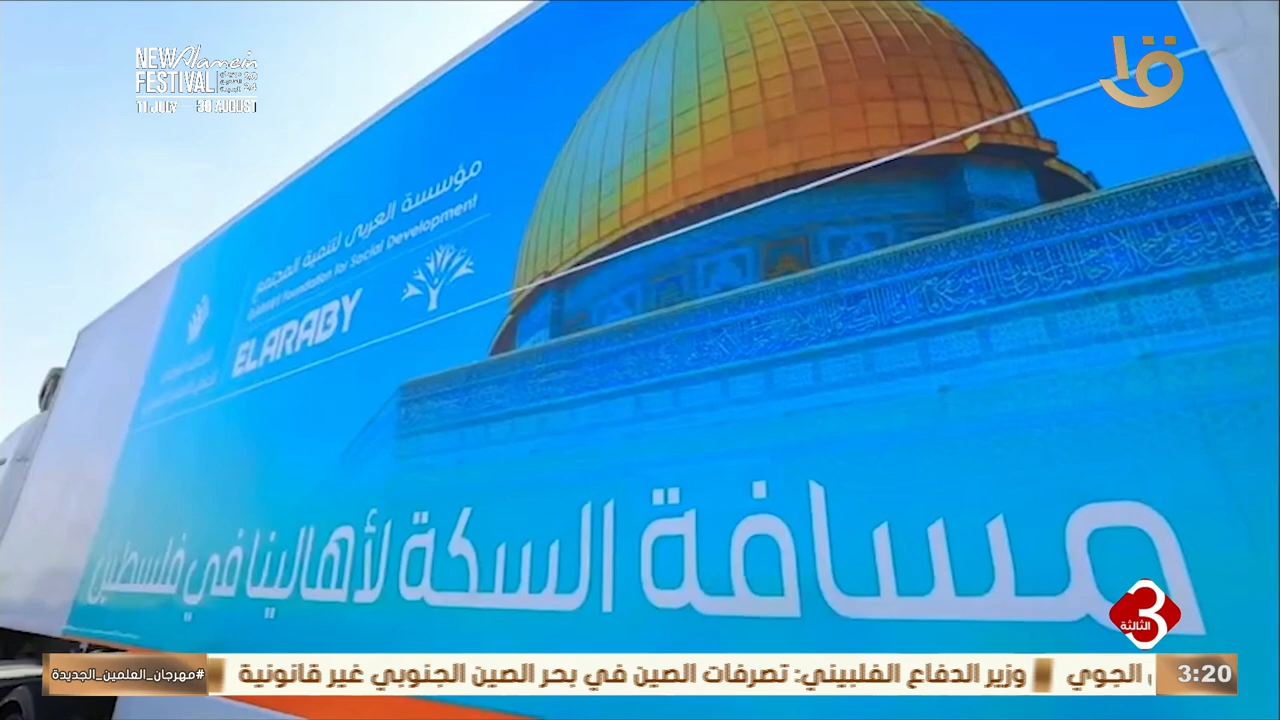 NEW Alamein
FESTIVAL
11 JULY — 30 AUGUST
مؤسسة العربي لتنمية المجتمع
Elaraby Foundation for Social Development
ELARABY
مسافة السكة لأهالينا في فلسطين
3
الثالثة
3:20
الجوي
وزير الدفاع الفلبيني: تصرفات الصين في بحر الصين الجنوبي غير قانونية
#مهرجان_العلمين_الجديدة